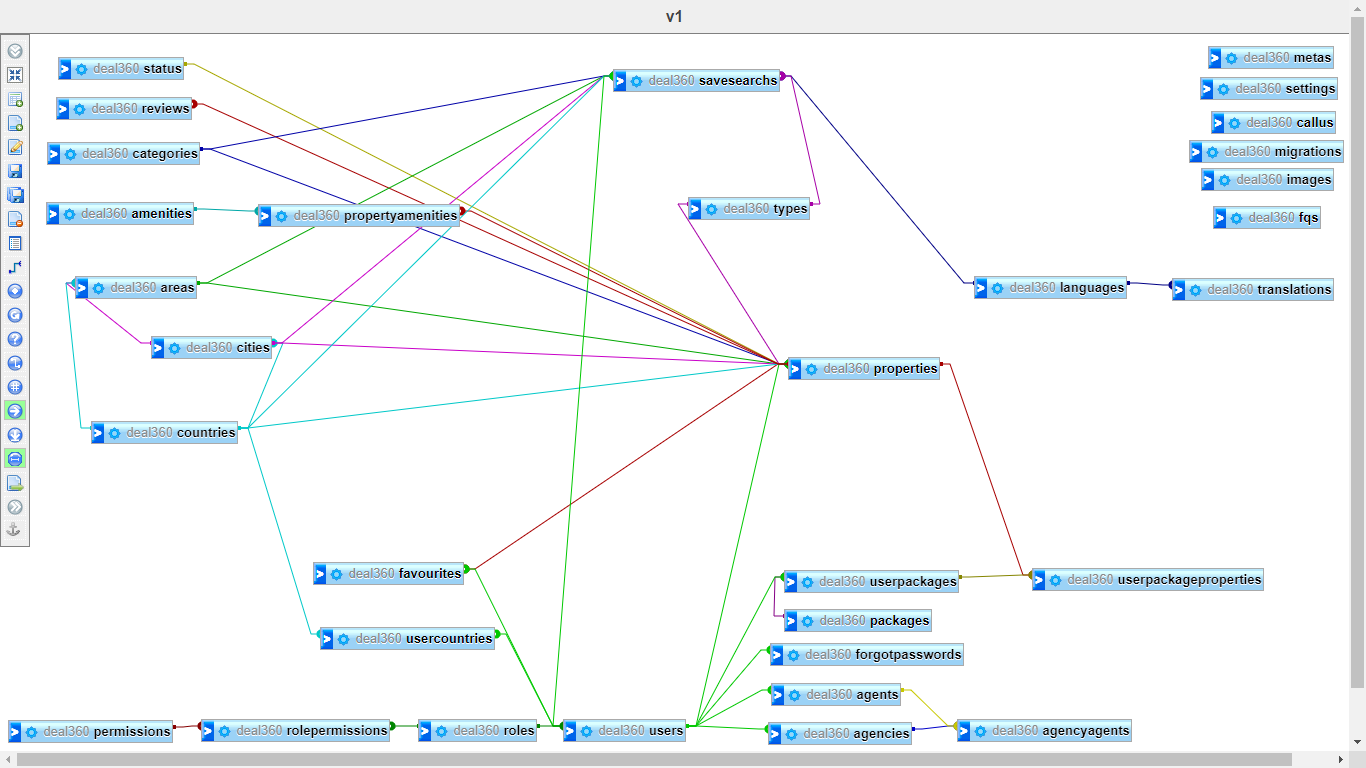 v1
deal360 status
deal360 reviews
deal360 categories
deal360 amenities
deal360 propertyamenities
deal360 areas
deal360 cities
deal360 countries
deal360 savesearchs
deal360 types
deal360 metas
deal360 settings
deal360 callus
deal360 migrations
deal360 images
deal360 fqs
deal360 languages
deal360 translations
deal360 properties
deal360 favourites
deal360 usercountries
deal360 userpackages
deal360 userpackageproperties
deal360 packages
deal360 forgotpasswords
deal360 agents
deal360 permissions
deal360 rolepermissions
deal360 roles
deal360 users
deal360 agencies
deal360 agencyagents